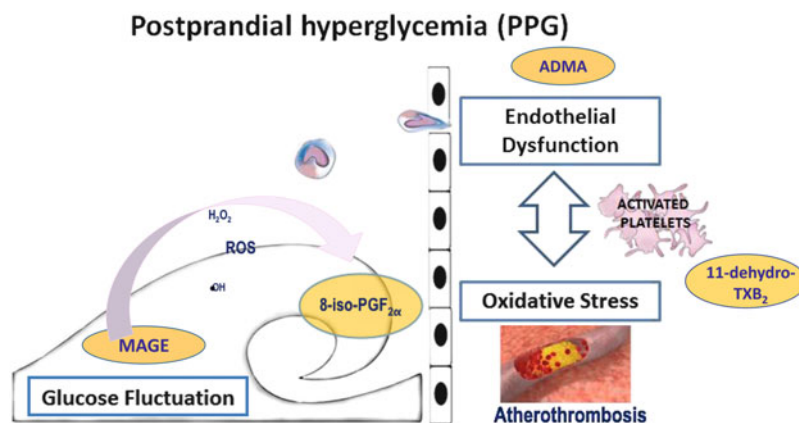 Postprandial hyperglycemia (PPG)
ADMA
Endothelial
Dysfunction
H₂O₂
ACTIVATED
PLATELETS
ROS
•OH
8-iso-PGF₂α
11-dehydro-
TXB₂
Oxidative Stress
MAGE
Glucose Fluctuation
Atherothrombosis